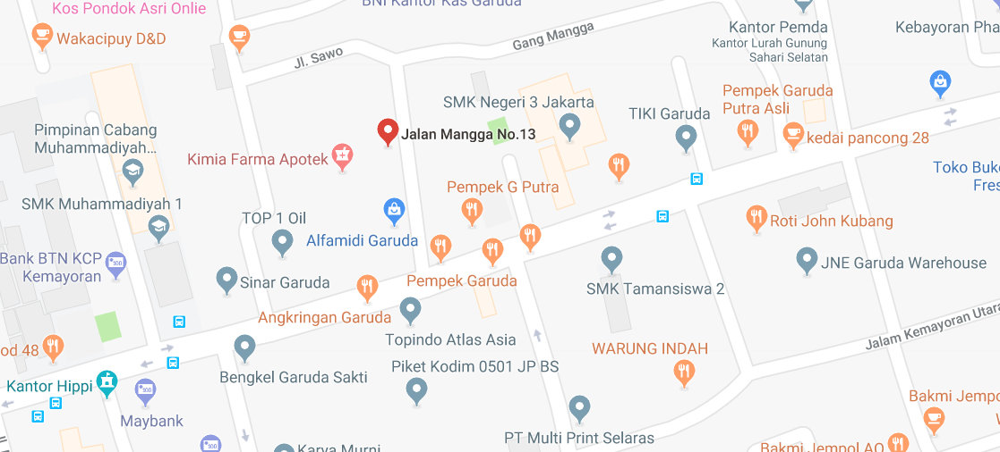 BNI Kantor Kas Garuda
Kos Pondok Asri Onlie
Wakacipuy D&D
Jl. Sawo
Gang Mangga
Kantor Pemda
Kantor Lurah Gunung
Sahari Selatan
Kebayoran Pha
SMK Negeri 3 Jakarta
TIKI Garuda
Pempek Garuda
Putra Asli
kedai pancong 28
Pimpinan Cabang
Muhammadiyah...
Jalan Mangga No.13
Kimia Farma Apotek
Toko Buk
Fres
Pempek G Putra
SMK Muhammadiyah 1
TOP 1 Oil
Alfamidi Garuda
Roti John Kubang
Bank BTN KCP
Kemayoran
JNE Garuda Warehouse
Sinar Garuda
Pempek Garuda
SMK Tamansiswa 2
Angkringan Garuda
Jalam Kemayoran Utara
Topindo Atlas Asia
od 48
WARUNG INDAH
Piket Kodim 0501 JP BS
Bengkel Garuda Sakti
Kantor Hippi
Maybank
Bakmi Jempo
PT Multi Print Selaras
Karya Murni
Bakmi Jempol AO